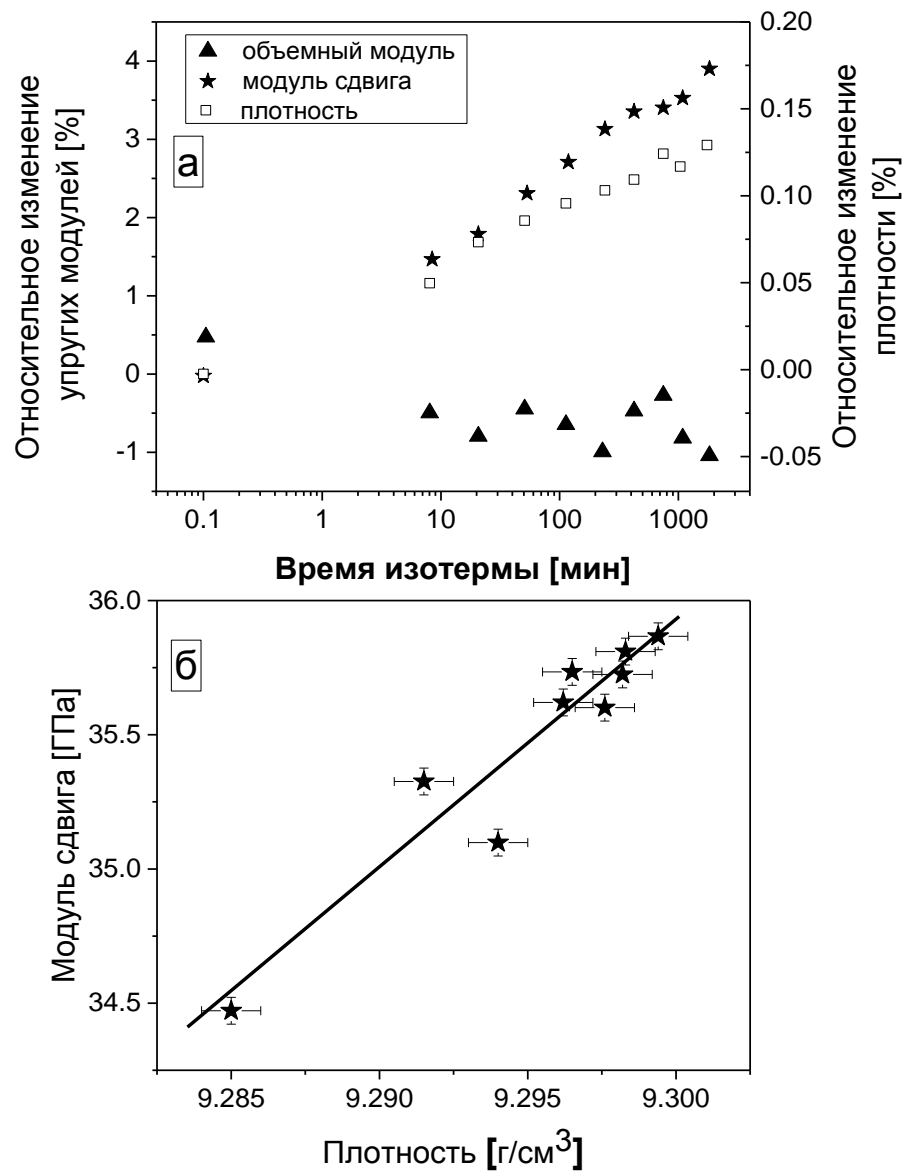 объемный модуль
модуль сдвига
плотность
а
Относительное изменение
упругих модулей [%]
4
3
2
1
0
-1
0.20
0.15
0.10
0.05
0.00
-0.05
Относительное изменение
плотности [%]
0.1 1 10 100 1000
Время изотермы [мин]
б
Модуль сдвига [ГПа]
36.0
35.5
35.0
34.5
9.285 9.290 9.295 9.300
Плотность [г/см³]